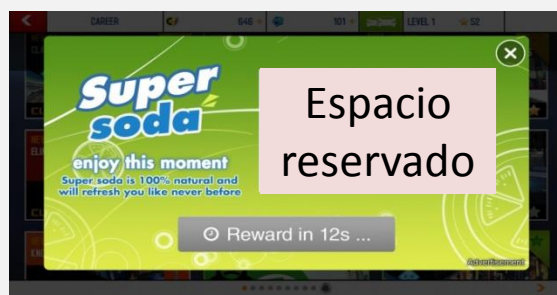 CAREER 646 101 LEVEL 1 52
Super
soda
enjoy this moment
Super soda is 100% natural and
will refresh you like never before
Espacio
reservado
Reward in 12s ...
Advertisement